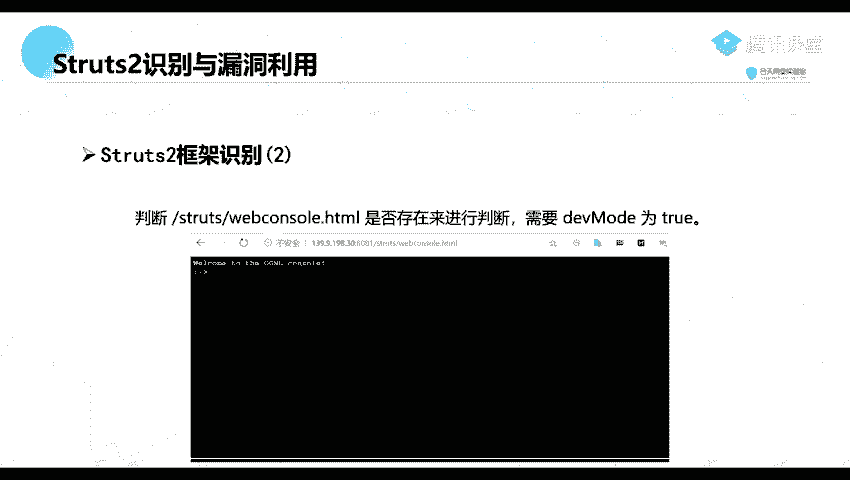 Struts2识别与漏洞利用
腾讯课堂
➢ Struts2框架识别(2)
判断 /struts/webconsole.html 是否存在来进行判断，需要 devMode 为 true。
不安全 | 139.9.198.30:8081/struts/webconsole.html
Welcome to the OGNL console!
:->